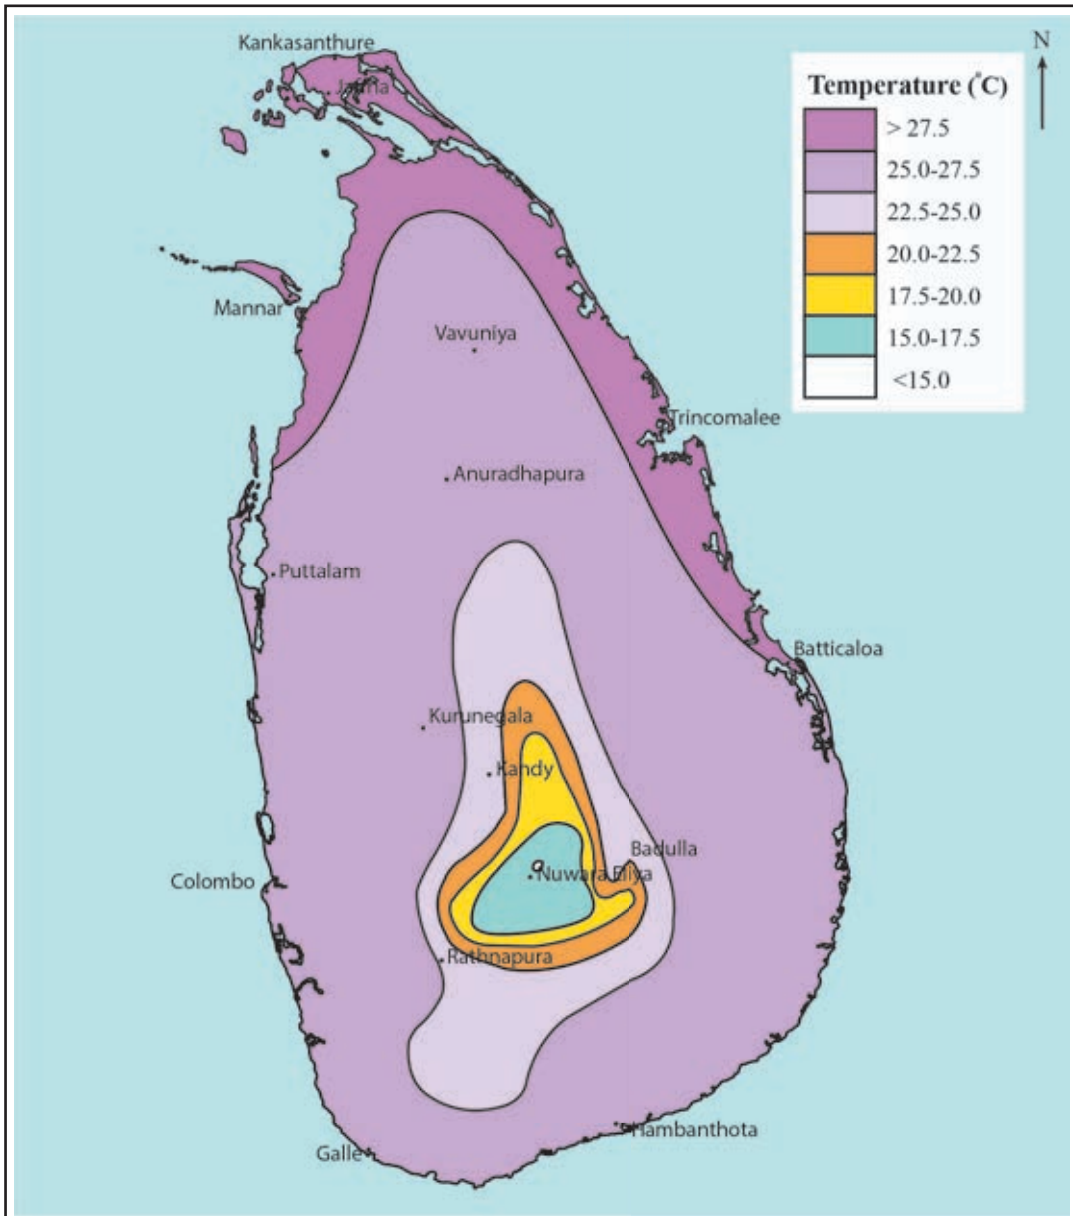 Kankasanthure
N
Jaffna
Temperature (°C)
> 27.5
25.0-27.5
22.5-25.0
20.0-22.5
17.5-20.0
15.0-17.5
<15.0
Mannar
Vavuniya
Trincomalee
Anuradhapura
Puttalam
Batticaloa
Kurunegala
Kandy
Badulla
Nuwara Eliya
Colombo
Rathnapura
Hambanthota
Galle